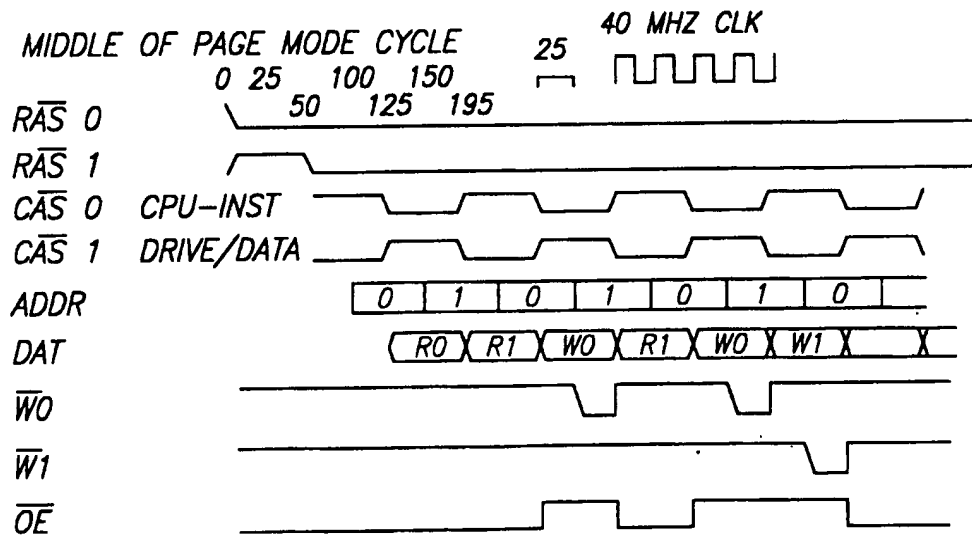 40 MHZ CLK
MIDDLE OF PAGE MODE CYCLE
25
0 25 100 150
50 125 195
RAS 0
RAS 1
CAS 0 CPU-INST
CAS 1 DRIVE/DATA
ADDR 0 1 0 1 0 1 0
DAT R0 R1 W0 R1 W0 W1
W0
W1
OE